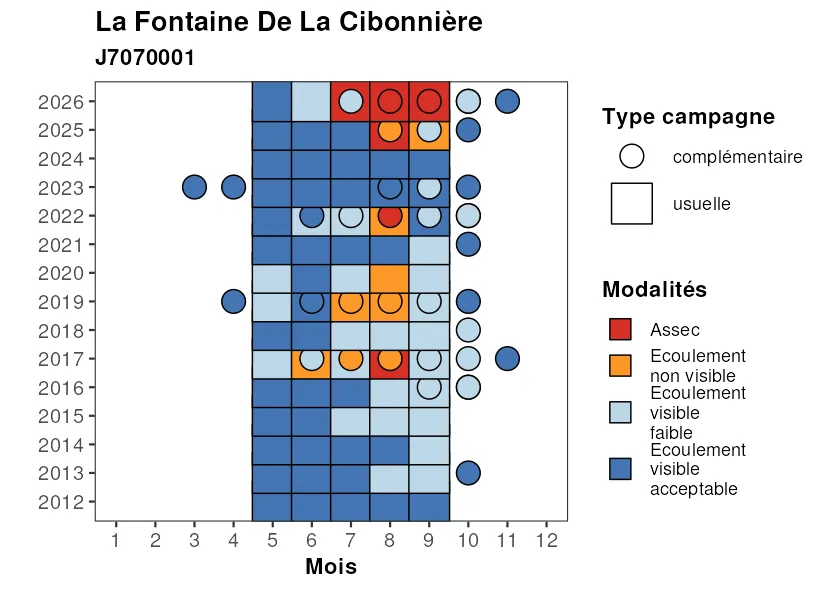 La Fontaine De La Cibonnière
J7070001
2026
2025
2024
2023
2022
2021
2020
2019
2018
2017
2016
2015
2014
2013
2012
1 2 3 4 5 6 7 8 9 10 11 12
Mois
Type campagne
complémentaire
usuelle
Modalités
Assec
Ecoulement
non visible
Ecoulement
visible
faible
Ecoulement
visible
acceptable